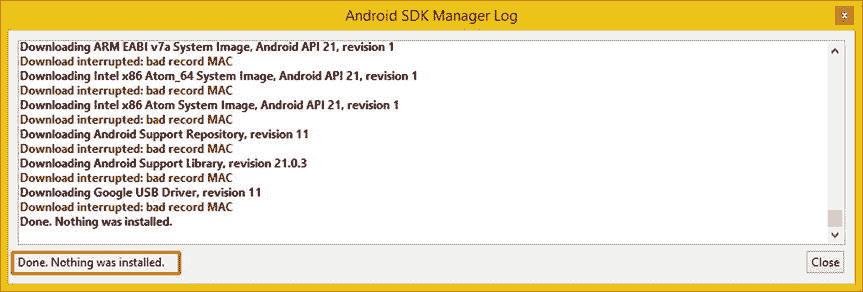 Android SDK Manager Log
x
Downloading ARM EABI v7a System Image, Android API 21, revision 1
Download interrupted: bad record MAC
Downloading Intel x86 Atom_64 System Image, Android API 21, revision 1
Download interrupted: bad record MAC
Downloading Intel x86 Atom System Image, Android API 21, revision 1
Download interrupted: bad record MAC
Downloading Android Support Repository, revision 11
Download interrupted: bad record MAC
Downloading Android Support Library, revision 21.0.3
Download interrupted: bad record MAC
Downloading Google USB Driver, revision 11
Download interrupted: bad record MAC
Done. Nothing was installed.
Done. Nothing was installed.
Close